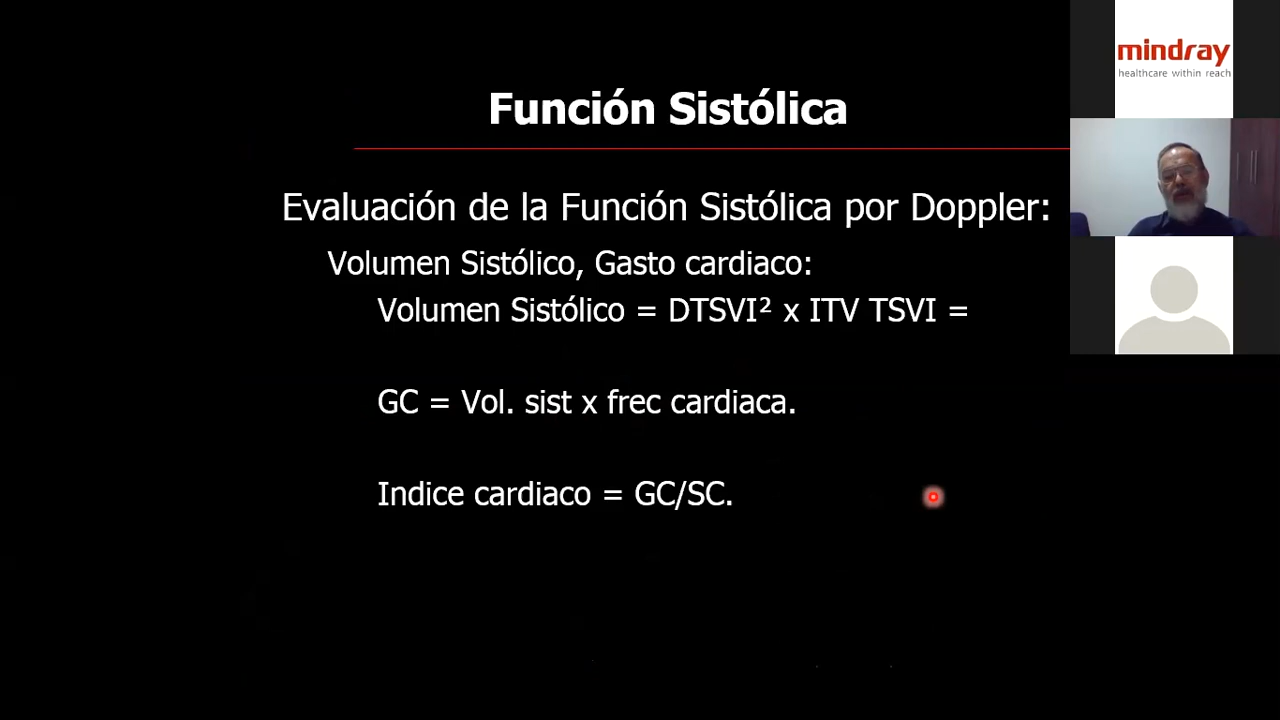 Función Sistólica
Evaluación de la Función Sistólica por Doppler:
Volumen Sistólico, Gasto cardiaco:
Volumen Sistólico = DTSVI² x ITV TSVI =
GC = Vol. sist x frec cardiaca.
Indice cardiaco = GC/SC.
mindray
healthcare within reach